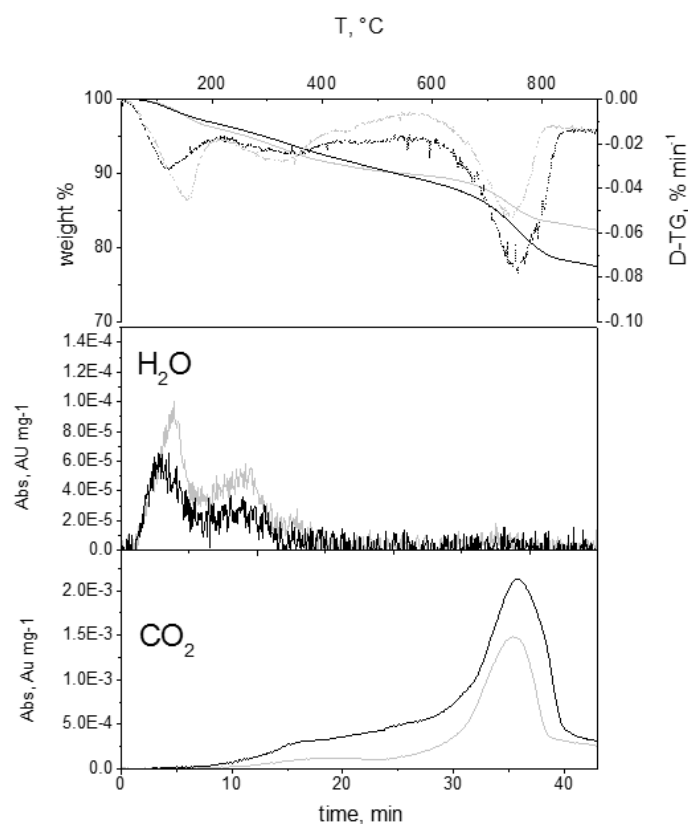 T, °C
200 400 600 800
100 0.00
-0.02
90 -0.04
weight %
D-TG, % min⁻¹
80 -0.06
-0.08
70 -0.10
H₂O
1.4E-4
1.2E-4
1.0E-4
8.0E-5
6.0E-5
4.0E-5
2.0E-5
0.0
Abs, AU mg-1
CO₂
2.0E-3
1.5E-3
1.0E-3
5.0E-4
0.0
Abs, Au mg-1
0 10 20 30 40
time, min